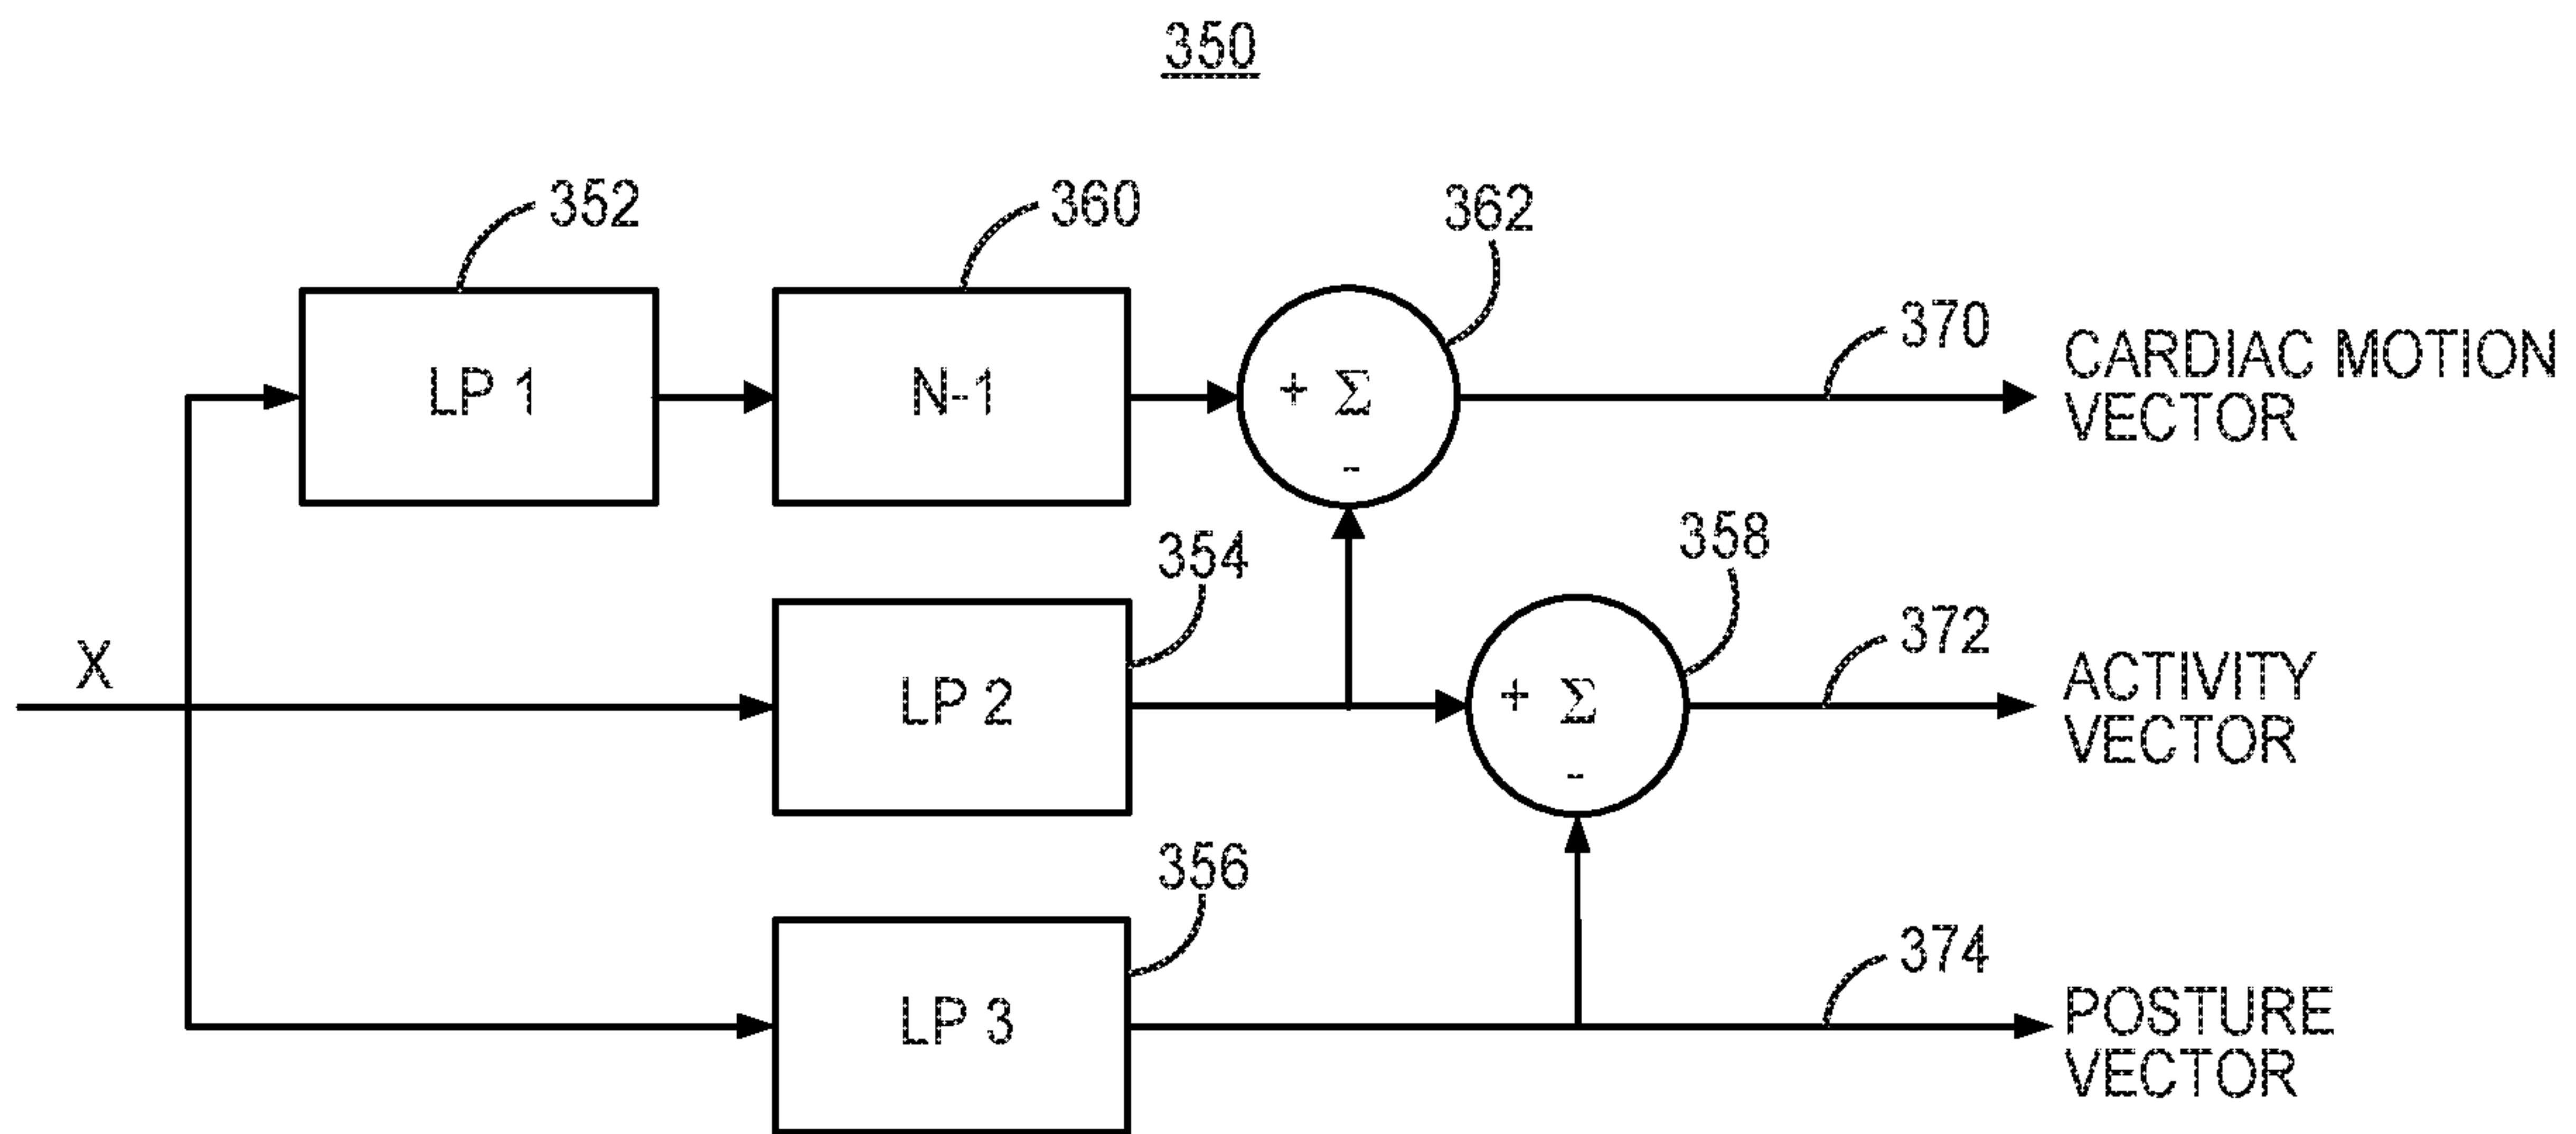 350
352
360
362
LP 1
N-1
+ Σ
-
370
CARDIAC MOTION
VECTOR
354
358
X
LP 2
+ Σ
-
372
ACTIVITY
VECTOR
356
LP 3
374
POSTURE
VECTOR